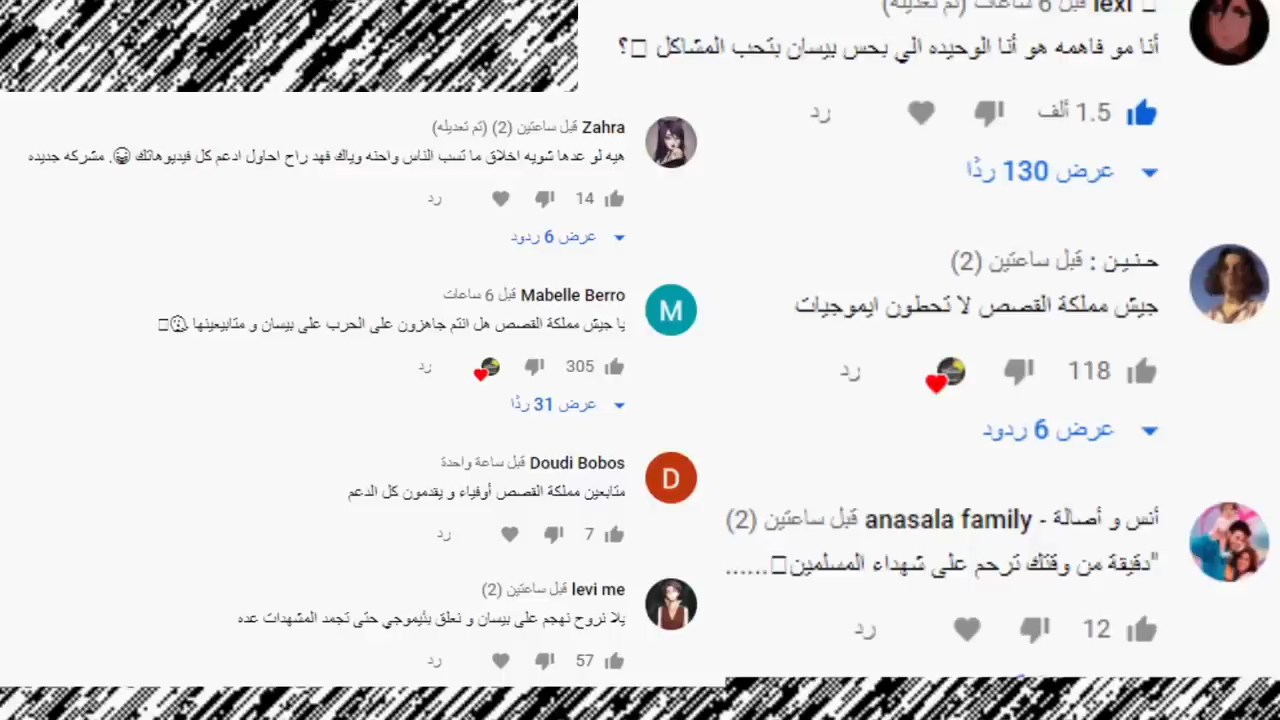 lexi قبل 6 ساعات (تم تعديله)
أنا مو فاهمه هو أنا الوحيده الي بحس بيسان بتحب المشاكل ؟
1.5 ألف
رد
عرض 130 ردًا
حنين : قبل ساعتين (2)
جيش مملكة القصص لا تحطون ايموجيات
118
رد
عرض 6 ردود
أنس و أصالة - anasala family قبل ساعتين (2)
"دقيقة من وقتك ترحم على شهداء المسلمين......
12
رد
Zahra قبل ساعتين (2) (تم تعديله)
هيه لو عدها شويه اخلاق ما تسب الناس واحنه وياك فهد راح احاول ادعم كل فيديوهاتك 😂. مشركه جديده
14
رد
عرض 6 ردود
Mabelle Berro قبل 6 ساعات
يا جيش مملكة القصص هل انتم جاهزون على الحرب على بيسان و متابيعينها
305
رد
عرض 31 ردًا
Doudi Bobos قبل ساعة واحدة
متابعين مملكة القصص أوفياء و يقدمون كل الدعم
7
رد
levi me قبل ساعتين (2)
يلا نروح نهجم على بيسان و نعلق بئيموجي حتى تجمد المشهدات عده
57
رد
M
D